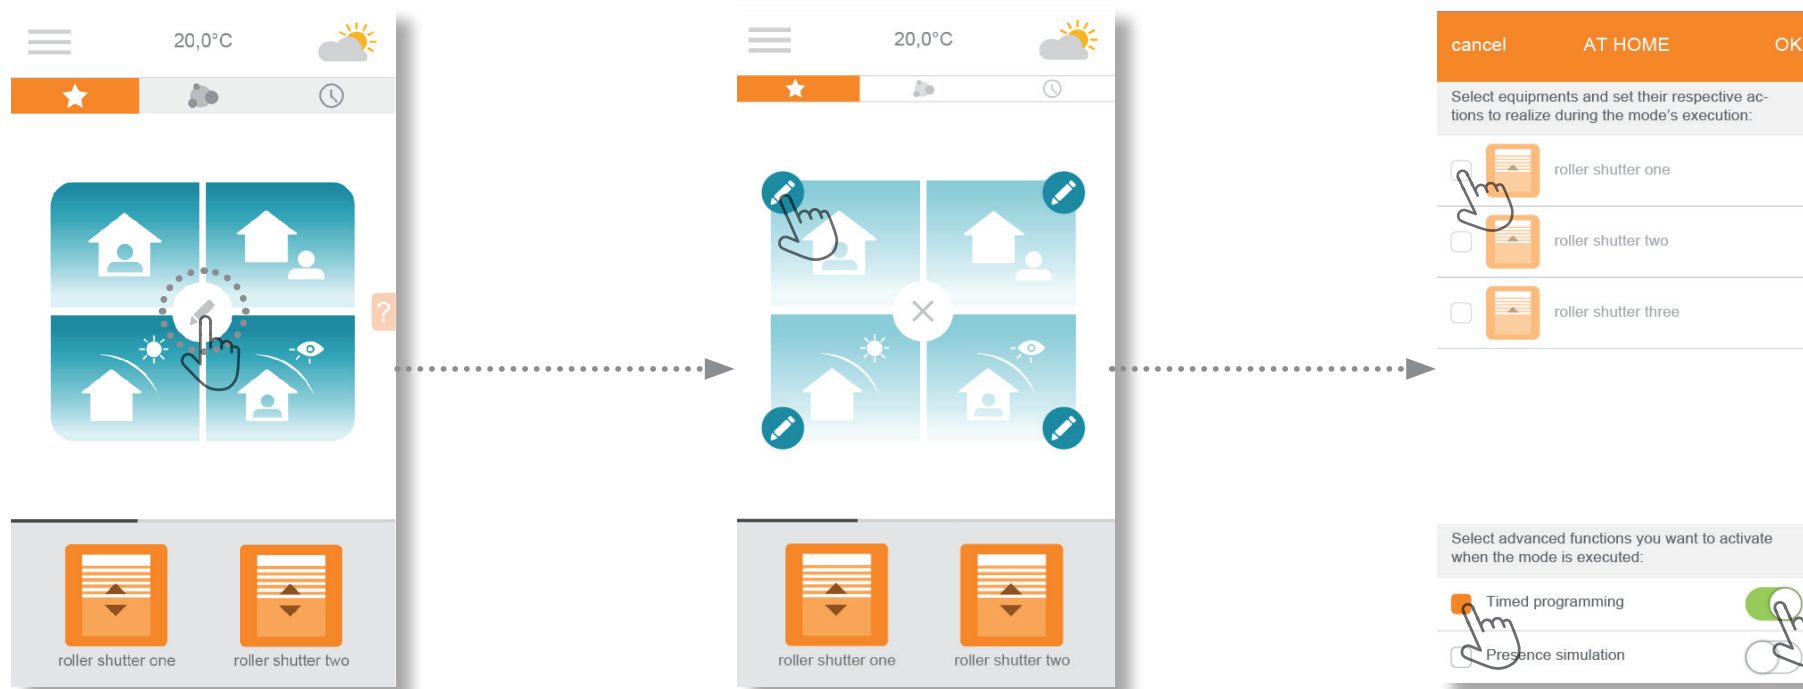 20,0°C
?
roller shutter one
roller shutter two
20,0°C
roller shutter one
roller shutter two
cancel
AT HOME
OK
Select equipments and set their respective ac-
tions to realize during the mode's execution:
roller shutter one
roller shutter two
roller shutter three
Select advanced functions you want to activate
when the mode is executed:
Timed programming
Presence simulation